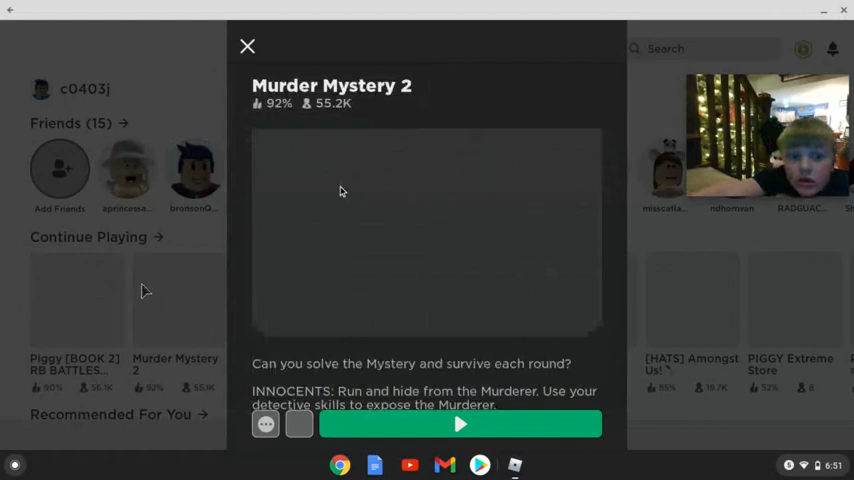 Murder Mystery 2
92% 55.2K
Search
c0403j
Friends (15) →
Add Friends
aprincessa...
bronsonQ...
misscatla...
ndhornvan
RADGUAC...
Continue Playing →
Piggy [BOOK 2] RB BATTLES...
90% 56.1K
Murder Mystery 2
92% 55.1K
[HATS] Amongst Us!
85% 19.7K
PIGGY Extreme Store
52% 8
Can you solve the Mystery and survive each round?
INNOCENTS: Run and hide from the Murderer. Use your
detective skills to expose the Murderer.
Recommended For You →
6:51